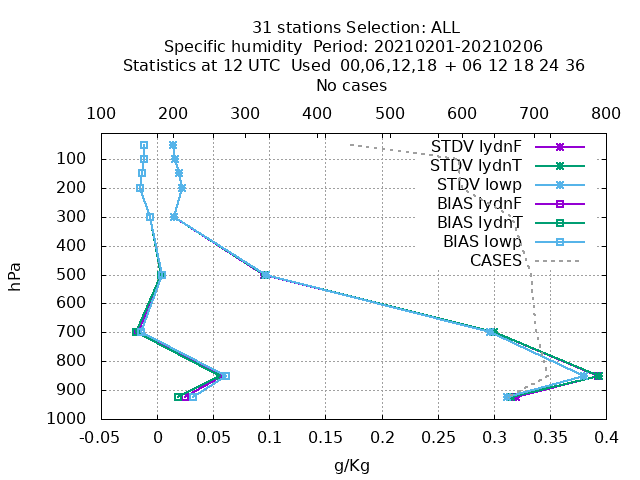 31 stations Selection: ALL
Specific humidity  Period: 20210201-20210206
Statistics at 12 UTC  Used  00,06,12,18  + 06 12 18 24 36
No cases
100 200 300 400 500 600 700 800
STDV lydnF
STDV lydnT
STDV lowp
BIAS lydnF
BIAS lydnT
BIAS lowp
CASES
100
200
300
400
500
600
700
800
900
1000
hPa
-0.05 0 0.05 0.1 0.15 0.2 0.25 0.3 0.35 0.4
g/Kg